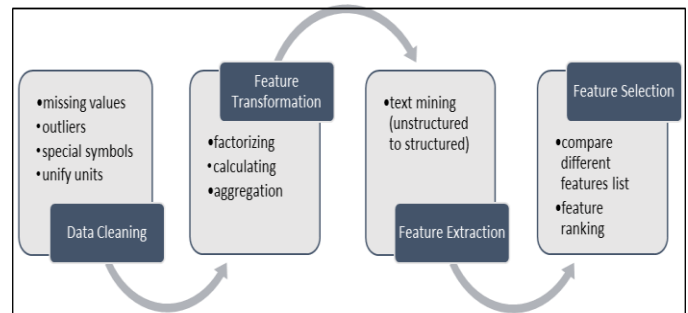 •missing values
•outliers
•special symbols
•unify units
Data Cleaning
Feature
Transformation
•factorizing
•calculating
•aggregation
•text mining
(unstructured
to structured)
Feature Extraction
Feature Selection
•compare
different
features list
•feature
ranking